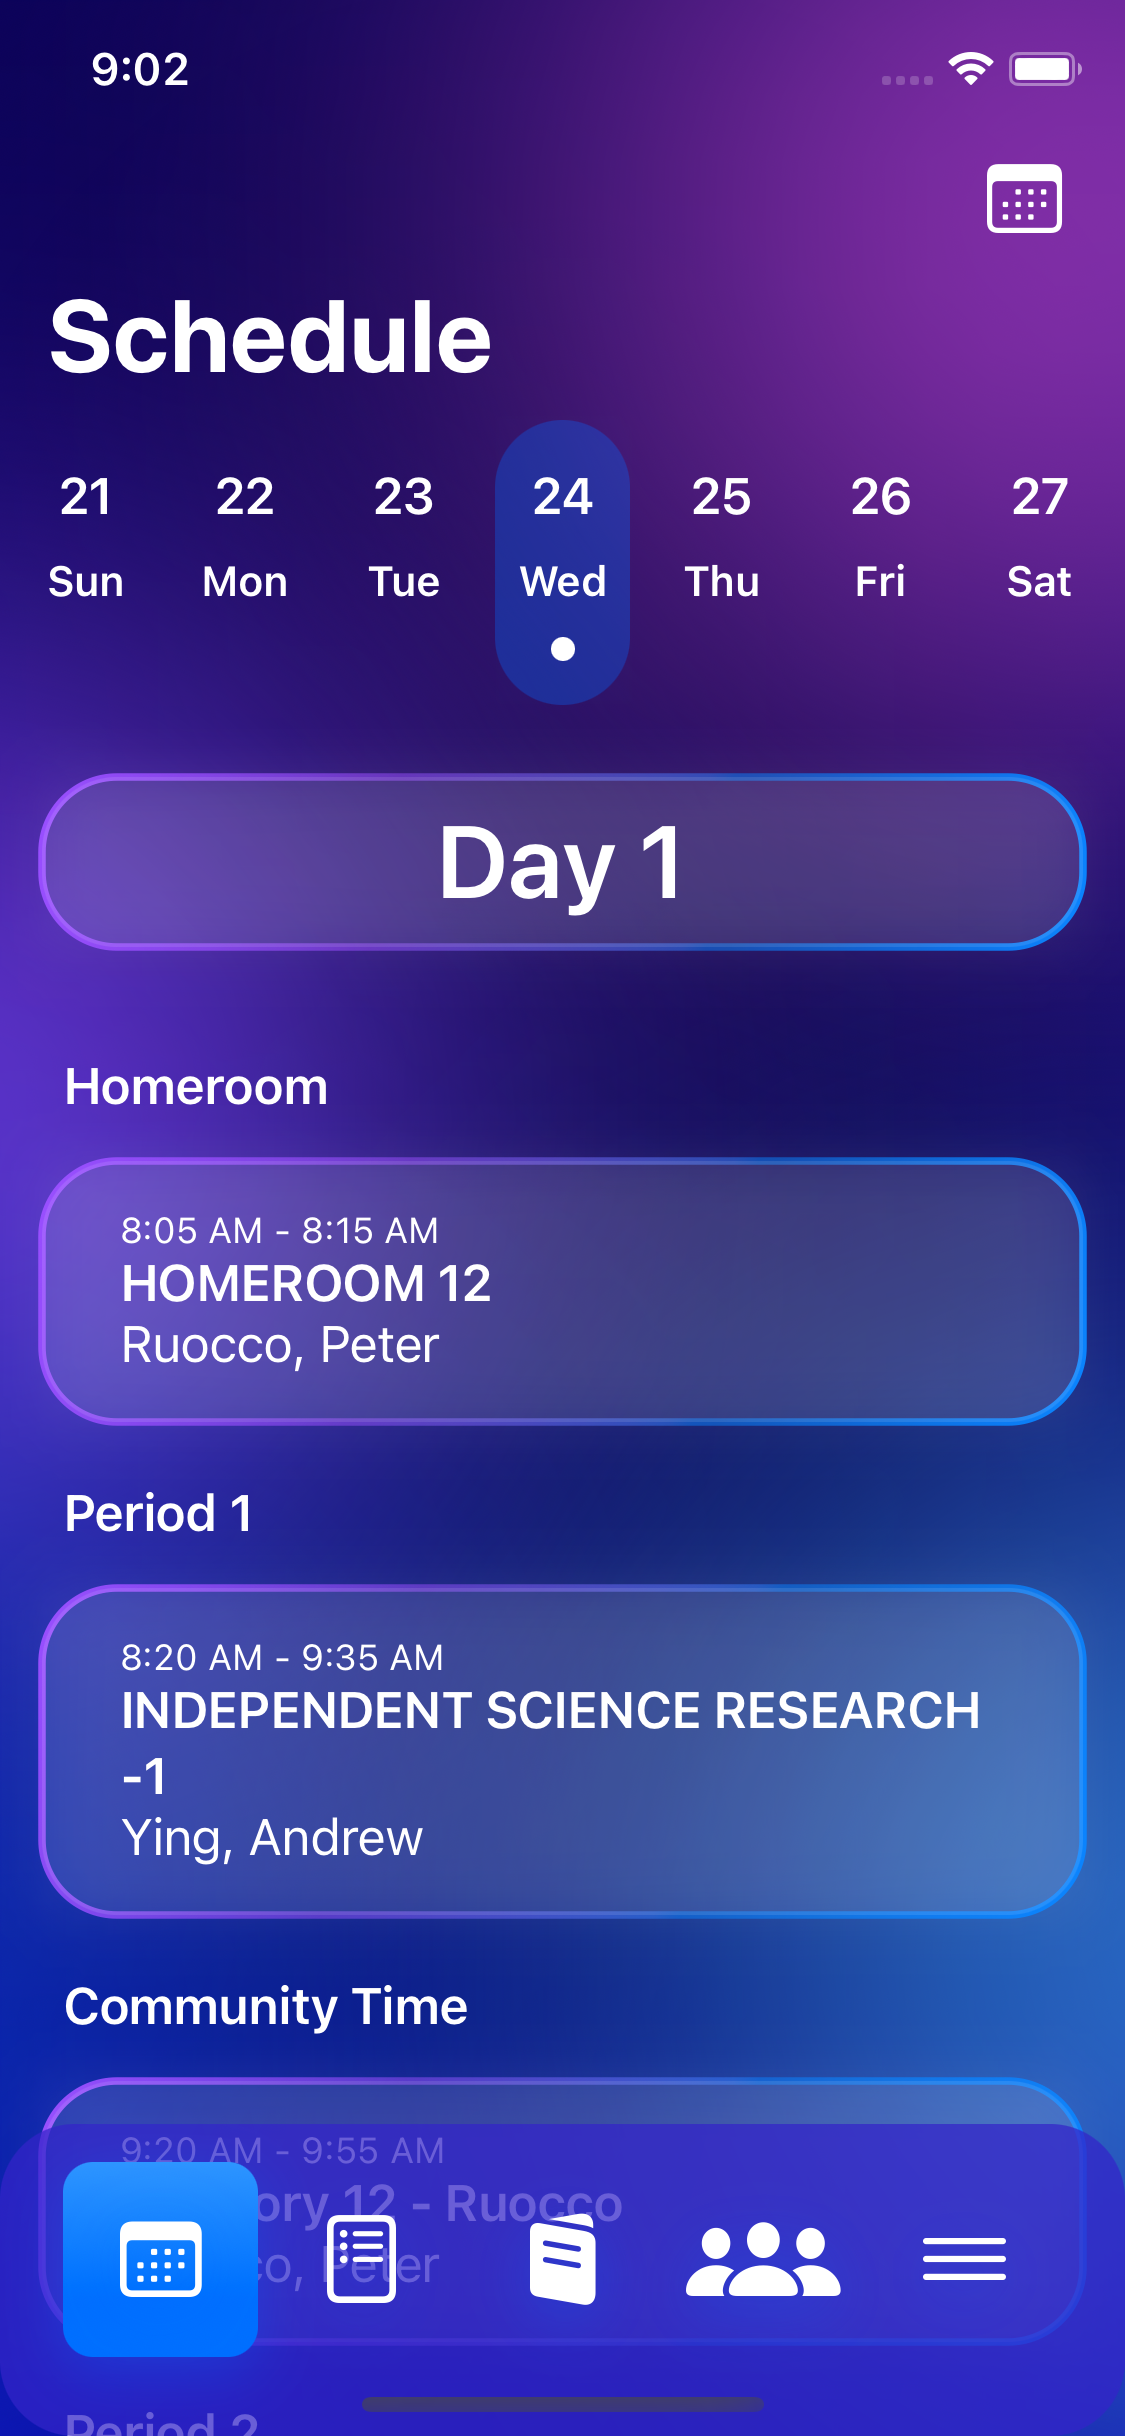 9:02
Schedule
21 22 23 24 25 26 27
Sun Mon Tue Wed Thu Fri Sat
Day 1
Homeroom
8:05 AM - 8:15 AM
HOMEROOM 12
Ruocco, Peter
Period 1
8:20 AM - 9:35 AM
INDEPENDENT SCIENCE RESEARCH
-1
Ying, Andrew
Community Time
9:20 AM - 9:55 AM
ory 12 - Ruocco
co, Peter
Period 2